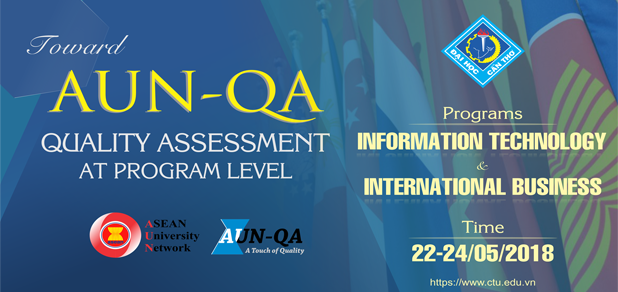 Toward
AUN-QA
QUALITY ASSESSMENT
AT PROGRAM LEVEL
ASEAN
University
Network
AUN-QA
A Touch of Quality
ĐẠI HỌC
CẦN THƠ
Programs
INFORMATION TECHNOLOGY
&
INTERNATIONAL BUSINESS
Time
22-24/05/2018
https://www.ctu.edu.vn